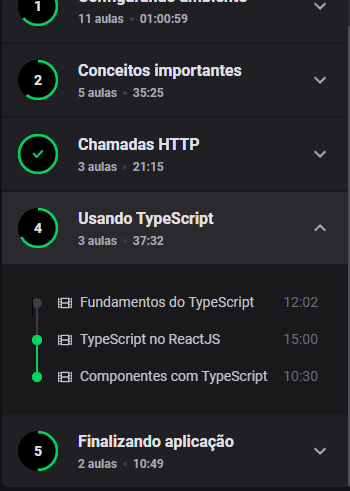 1
Configurando ambiente
11 aulas • 01:00:59
2
Conceitos importantes
5 aulas • 35:25
Chamadas HTTP
3 aulas • 21:15
4
Usando TypeScript
3 aulas • 37:32
Fundamentos do TypeScript 12:02
TypeScript no ReactJS 15:00
Componentes com TypeScript 10:30
5
Finalizando aplicação
2 aulas • 10:49